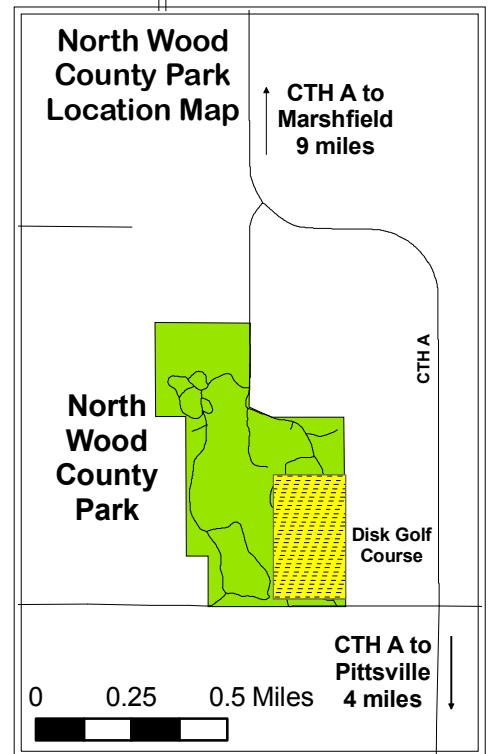 North Wood
County Park
Location Map
CTH A to
Marshfield
9 miles
CTH A
North
Wood
County
Park
Disk Golf
Course
CTH A to
Pittsville
4 miles
0 0.25 0.5 Miles